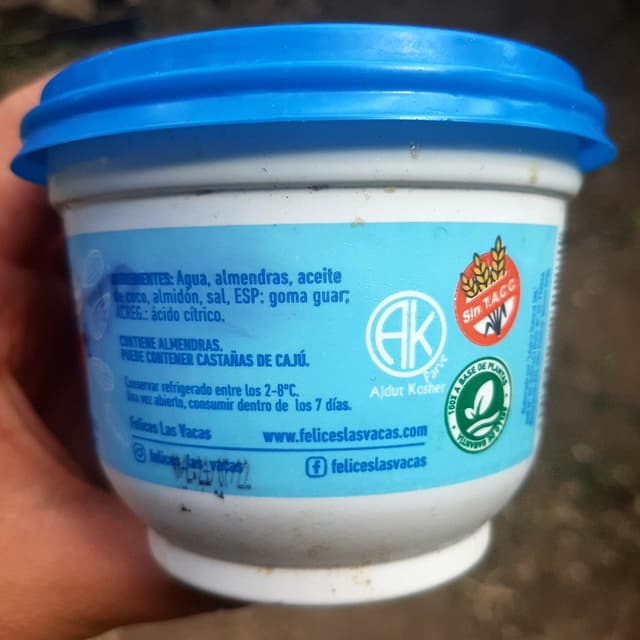 INGREDIENTES: Agua, almendras, aceite
de coco, almidón, sal, ESP: goma guar;
ACREG.: ácido cítrico.
CONTIENE ALMENDRAS.
PUEDE CONTENER CASTAÑAS DE CAJÚ.
Conservar refrigerado entre los 2-8°C.
Una vez abierto, consumir dentro de los 7 días.
Felices Las Vacas
www.feliceslasvacas.com
felices_las_vacas
feliceslasvacas
AK
Parve
Ajdut Kosher
Sin T.A.C.C.
100% A BASE DE PLANTAS